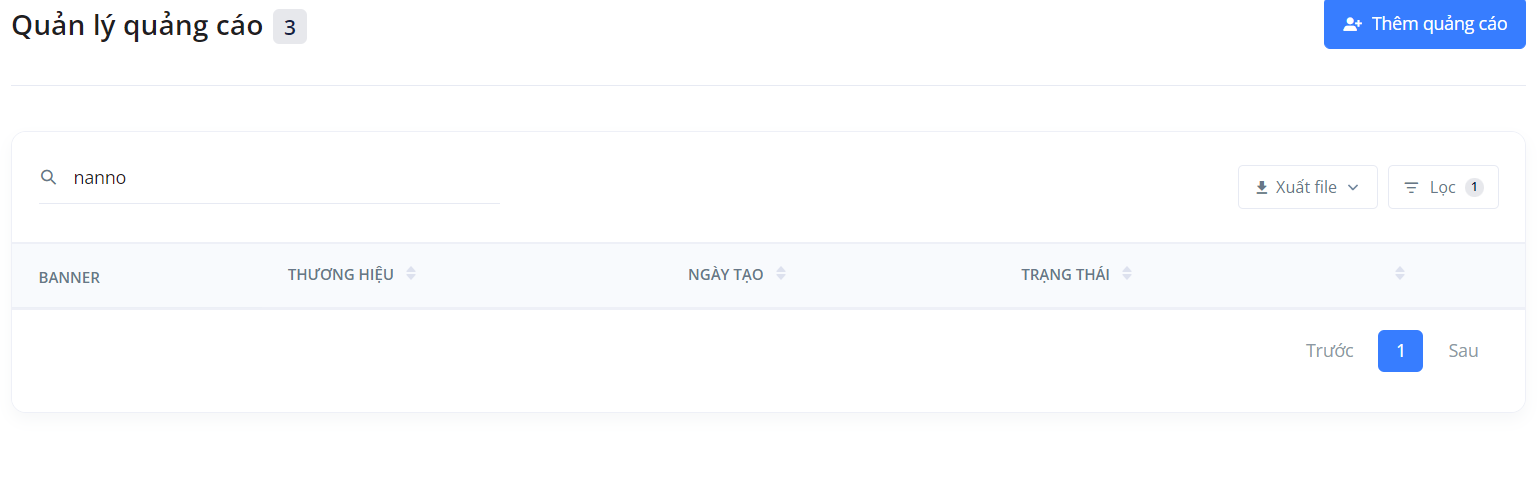 Quản lý quảng cáo 3
Thêm quảng cáo
nanno
Xuất file
Lọc 1
BANNER THƯƠNG HIỆU NGÀY TẠO TRẠNG THÁI
Trước 1 Sau